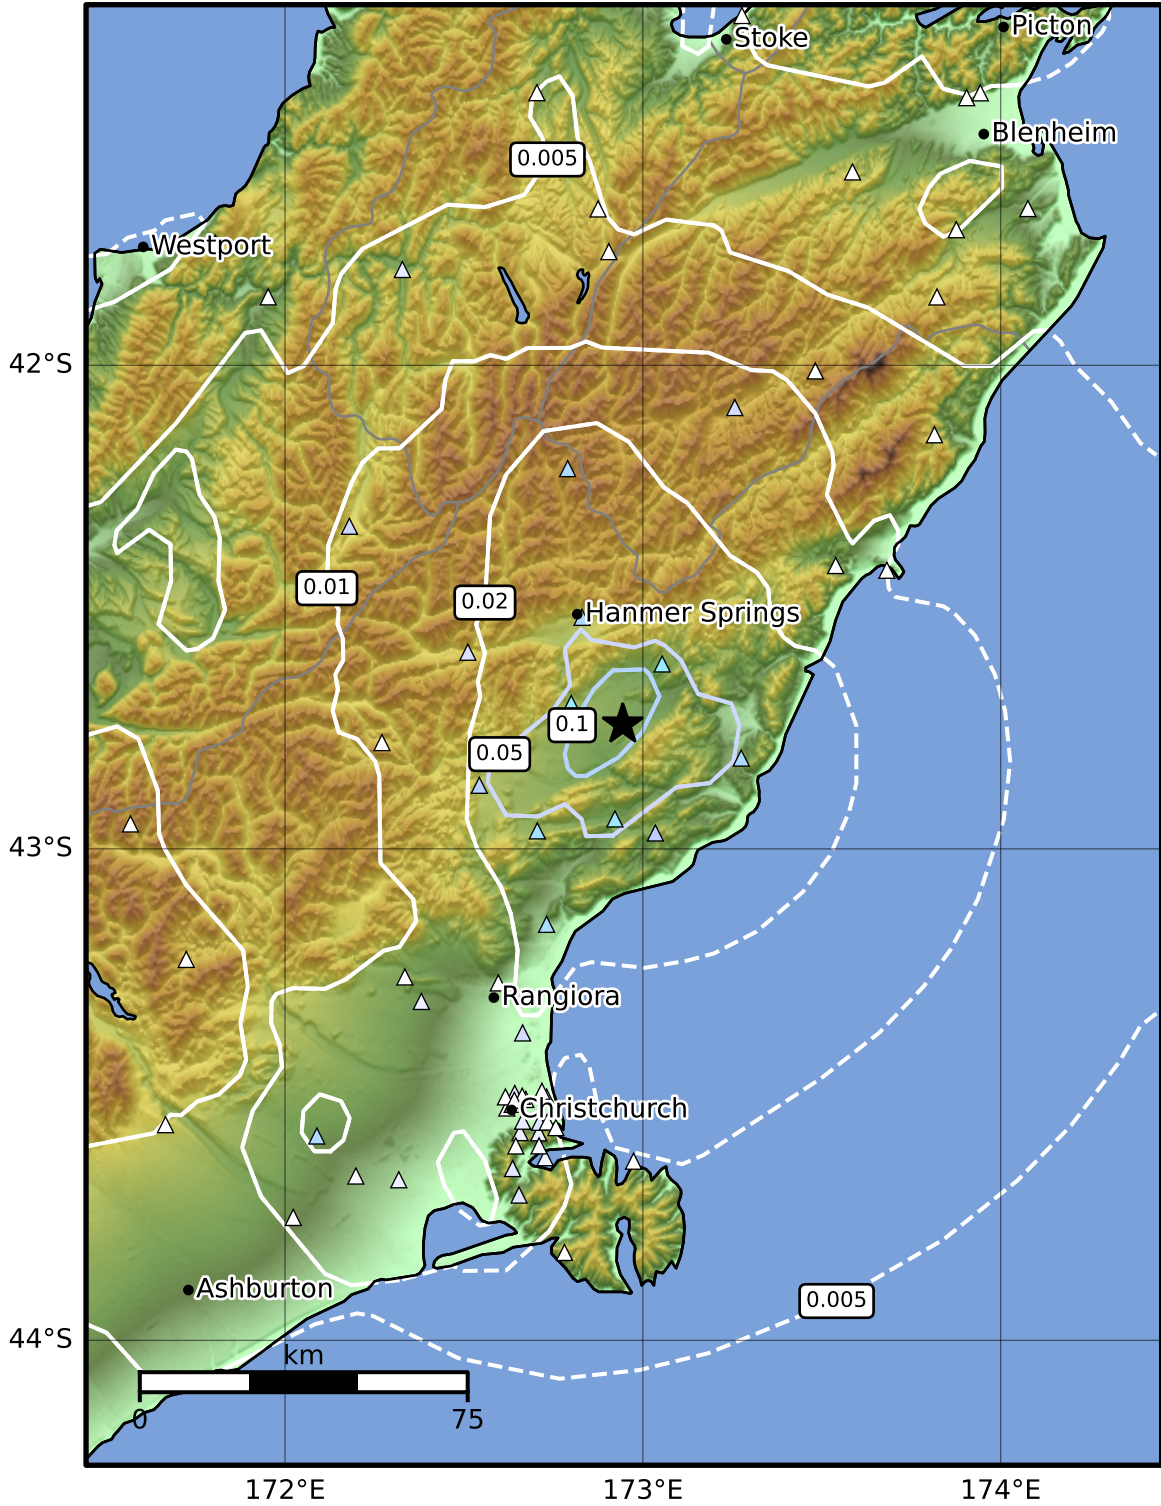 Picton
Stoke
Blenheim
0.005
Westport
42°S
0.01
0.02
Hanmer Springs
0.1
0.05
43°S
Rangiora
Christchurch
Ashburton
0.005
44°S
km
0
75
172°E
173°E
174°E